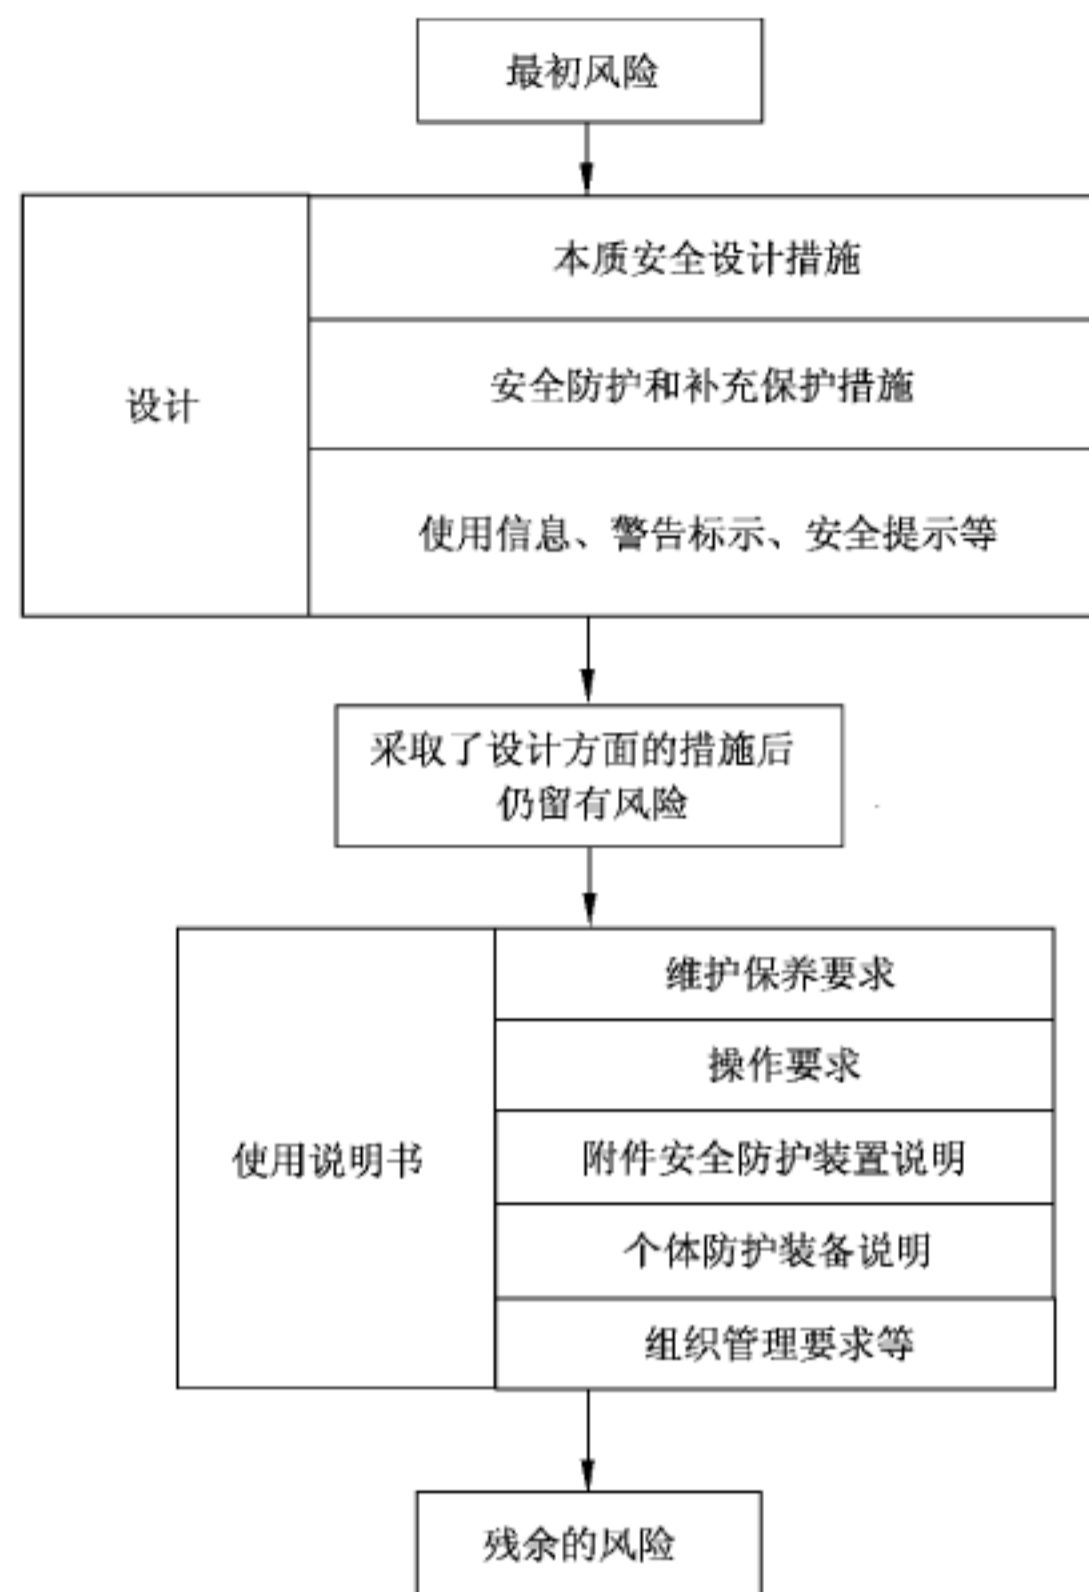 最初风险
本质安全设计措施
设计
安全防护和补充保护措施
使用信息、警告标示、安全提示等
采取了设计方面的措施后
仍留有风险
维护保养要求
操作要求
使用说明书
附件安全防护装置说明
个体防护装备说明
组织管理要求等
残余的风险